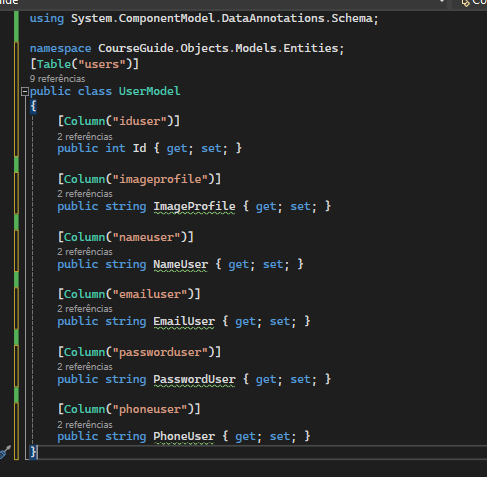 using System.ComponentModel.DataAnnotations.Schema;
namespace CourseGuide.Objects.Models.Entities;
[Table("users")]
9 referências
public class UserModel
{
[Column("iduser")]
2 referências
public int Id { get; set; }
[Column("imageprofile")]
2 referências
public string ImageProfile { get; set; }
[Column("nameuser")]
2 referências
public string NameUser { get; set; }
[Column("emailuser")]
2 referências
public string EmailUser { get; set; }
[Column("passworduser")]
2 referências
public string PasswordUser { get; set; }
[Column("phoneuser")]
2 referências
public string PhoneUser { get; set; }
}